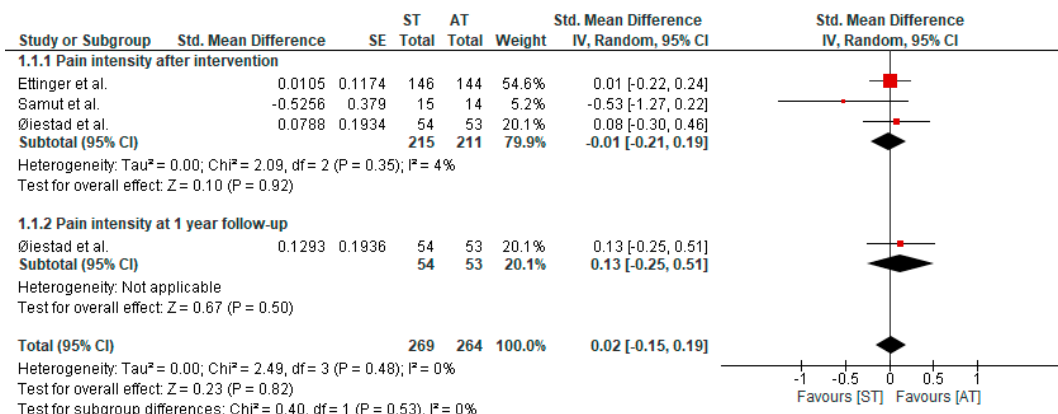 ST AT Std. Mean Difference Std. Mean Difference
Study or Subgroup Std. Mean Difference SE Total Total Weight IV, Random, 95% CI IV, Random, 95% CI
1.1.1 Pain intensity after intervention
Ettinger et al. 0.0105 0.1174 146 144 54.6% 0.01 [-0.22, 0.24]
Samut et al. -0.5256 0.379 15 14 5.2% -0.53 [-1.27, 0.22]
Øiestad et al. 0.0788 0.1934 54 53 20.1% 0.08 [-0.30, 0.46]
Subtotal (95% CI) 215 211 79.9% -0.01 [-0.21, 0.19]
Heterogeneity: Tau² = 0.00; Chi² = 2.09, df = 2 (P = 0.35); I² = 4%
Test for overall effect: Z = 0.10 (P = 0.92)
1.1.2 Pain intensity at 1 year follow-up
Øiestad et al. 0.1293 0.1936 54 53 20.1% 0.13 [-0.25, 0.51]
Subtotal (95% CI) 54 53 20.1% 0.13 [-0.25, 0.51]
Heterogeneity: Not applicable
Test for overall effect: Z = 0.67 (P = 0.50)
Total (95% CI) 269 264 100.0% 0.02 [-0.15, 0.19]
Heterogeneity: Tau² = 0.00; Chi² = 2.49, df = 3 (P = 0.48); I² = 0%
Test for overall effect: Z = 0.23 (P = 0.82)
Test for subgroup differences: Chi² = 0.40, df = 1 (P = 0.53), I² = 0%
-1 -0.5 0 0.5 1
Favours [ST] Favours [AT]